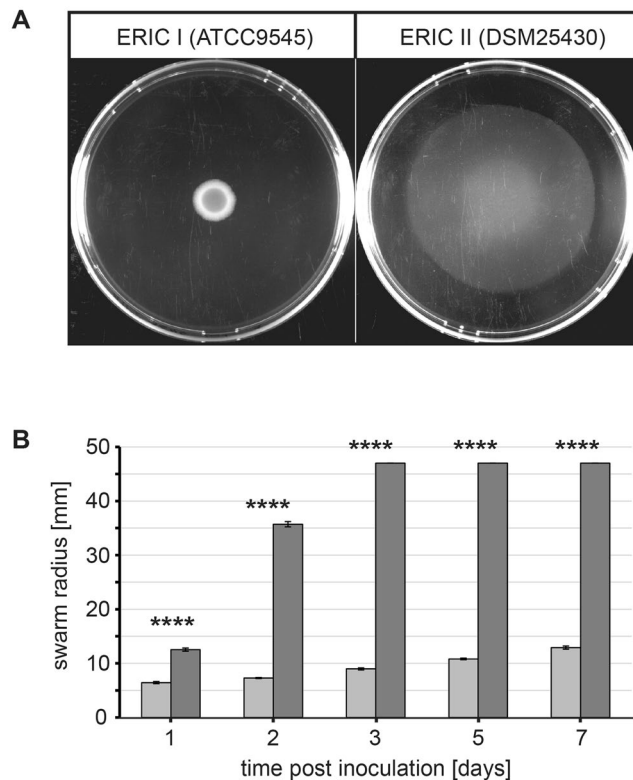 A
ERIC I (ATCC9545) ERIC II (DSM25430)
B
swarm radius [mm]
50
40
30
20
10
0
**** **** **** **** ****
1 2 3 5 7
time post inoculation [days]